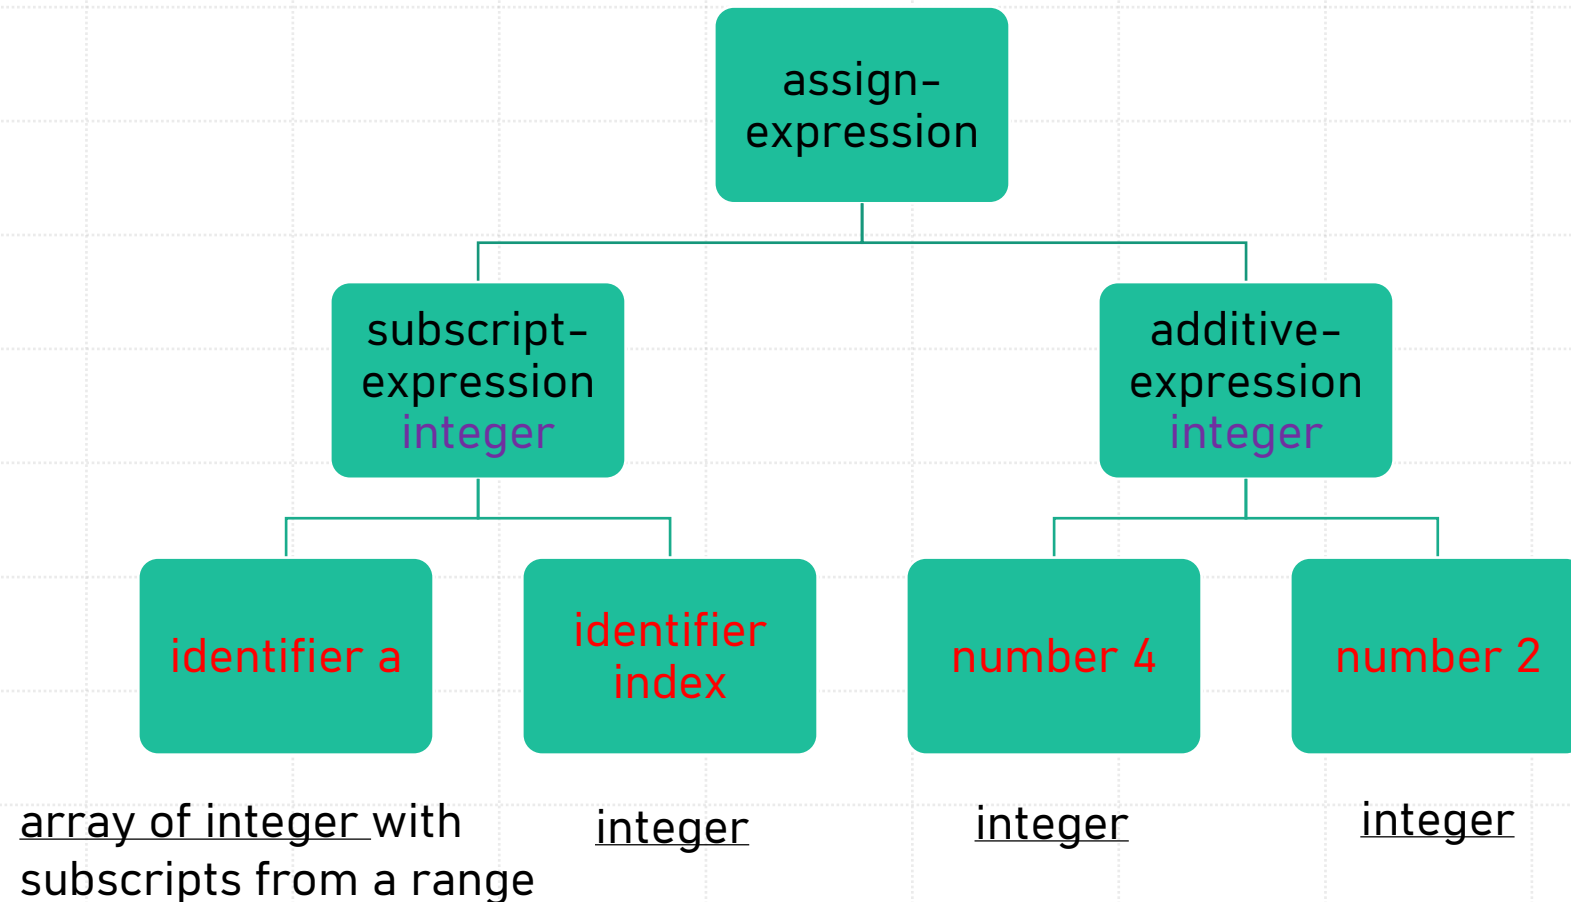 assign-
expression
subscript-
expression
integer
additive-
expression
integer
identifier a
identifier
index
number 4
number 2
array of integer with
subscripts from a range
integer
integer
integer